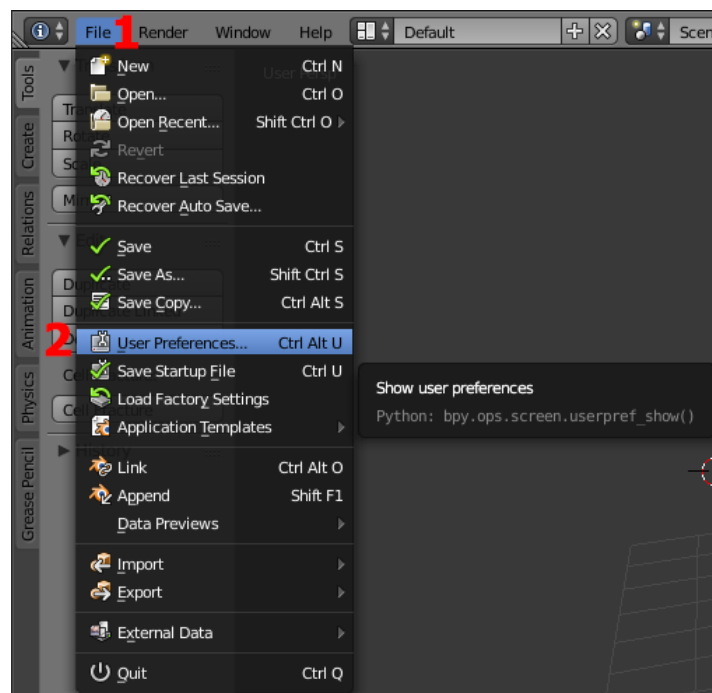 File 1 Render Window Help Default Scen
Tools
Create
Relations
Animation
Physics
Grease Pencil
User Persp
New Ctrl N
Open... Ctrl O
Open Recent... Shift Ctrl O
Revert
Recover Last Session
Recover Auto Save...
Save Ctrl S
Save As... Shift Ctrl S
Save Copy... Ctrl Alt S
2 User Preferences... Ctrl Alt U
Save Startup File Ctrl U
Load Factory Settings
Application Templates
Link Ctrl Alt O
Append Shift F1
Data Previews
Import
Export
External Data
Quit Ctrl Q
Show user preferences
Python: bpy.ops.screen.userpref_show()
History